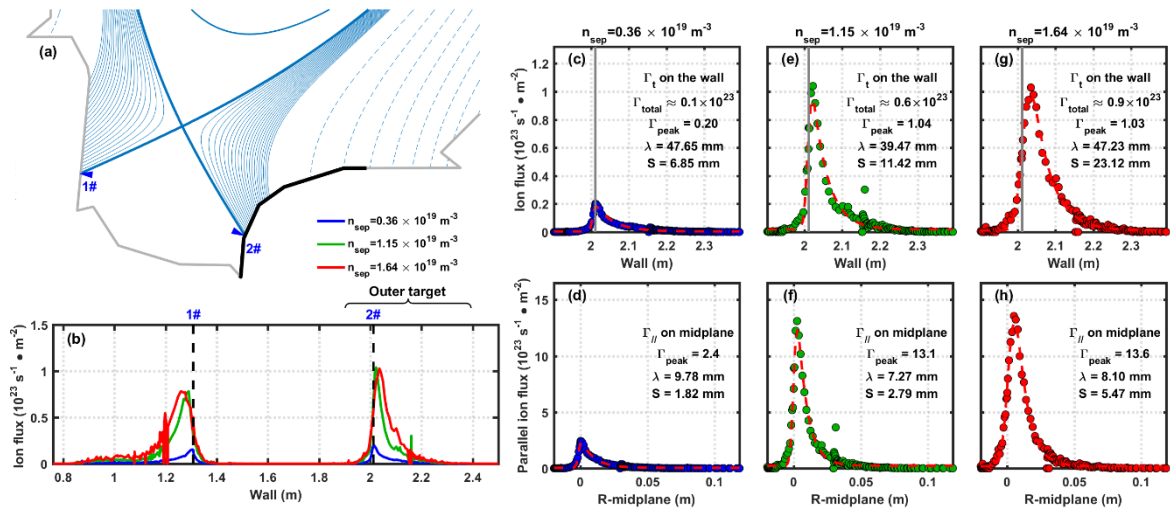 (a)
1#
2#
n_sep=0.36 × 10^19 m^-3
n_sep=1.15 × 10^19 m^-3
n_sep=1.64 × 10^19 m^-3
Outer target
1#
2#
(b)
Ion flux (10^23 s^-1 • m^-2)
1.5
1
0.5
0
0.8
1.0
1.2
1.4
1.6
1.8
2.0
2.2
2.4
Wall (m)
n_sep=0.36 × 10^19 m^-3
(c)
Γ_t on the wall
Γ_total ≈ 0.1×10^23
Γ_peak = 0.20
λ = 47.65 mm
S = 6.85 mm
Ion flux (10^23 s^-1 • m^-2)
1.2
1
0.8
0.6
0.4
0.2
0
2
2.1
2.2
2.3
Wall (m)
n_sep=1.15 × 10^19 m^-3
(e)
Γ_t on the wall
Γ_total ≈ 0.6×10^23
Γ_peak = 1.04
λ = 39.47 mm
S = 11.42 mm
2
2.1
2.2
2.3
Wall (m)
n_sep=1.64 × 10^19 m^-3
(g)
Γ_t on the wall
Γ_total ≈ 0.9×10^23
Γ_peak = 1.03
λ = 47.23 mm
S = 23.12 mm
2
2.1
2.2
2.3
Wall (m)
(d)
Γ_// on midplane
Γ_peak = 2.4
λ = 9.78 mm
S = 1.82 mm
Parallel ion flux (10^23 s^-1 • m^-2)
15
10
5
0
0
0.05
0.1
R-midplane (m)
(f)
Γ_// on midplane
Γ_peak = 13.1
λ = 7.27 mm
S = 2.79 mm
0
0.05
0.1
R-midplane (m)
(h)
Γ_// on midplane
Γ_peak = 13.6
λ = 8.10 mm
S = 5.47 mm
0
0.05
0.1
R-midplane (m)